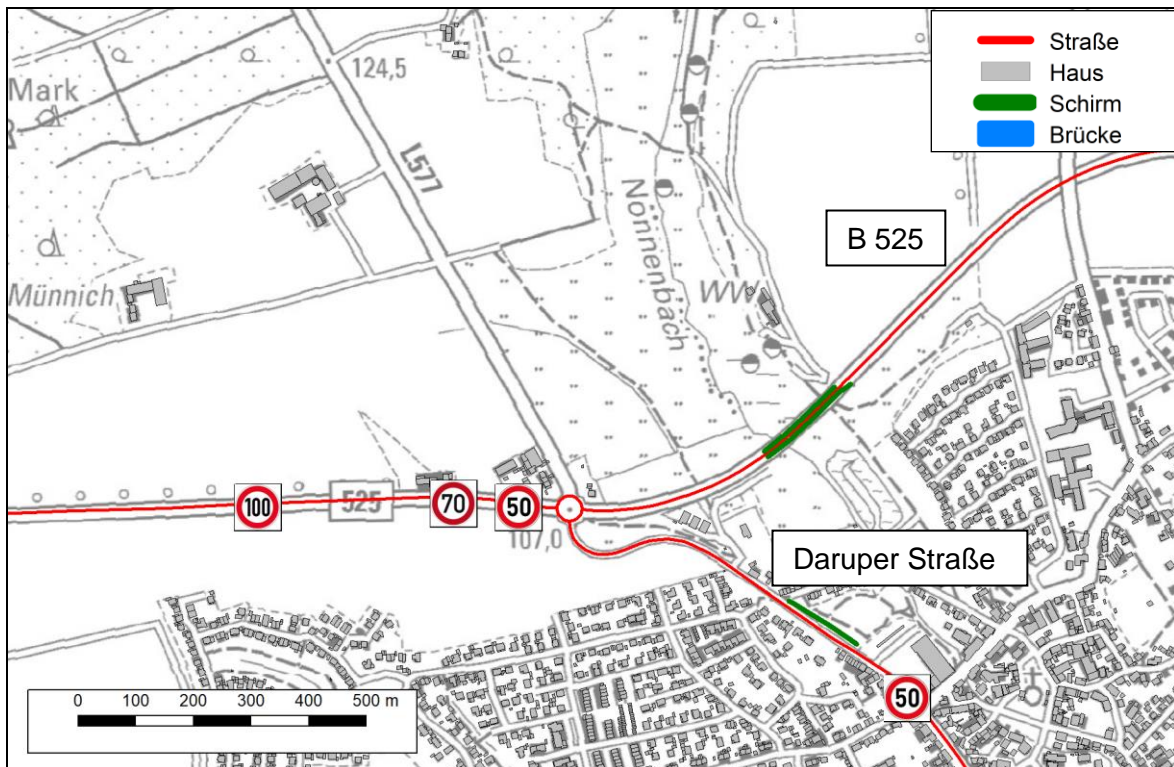 Straße
Haus
Schirm
Brücke
124,5
Mark
L577
Nonnenbach
B 525
WW
Münnich
100
525
70
50
107,0
Daruper Straße
50
0 100 200 300 400 500 m